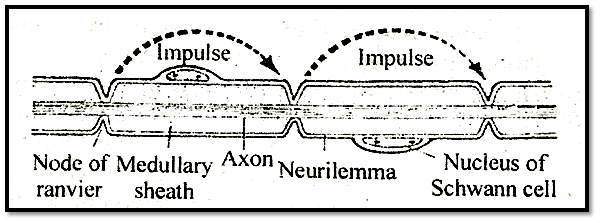 Impulse
Impulse
Node of
ranvier
Medullary
sheath
Axon
Neurilemma
Nucleus of
Schwann cell